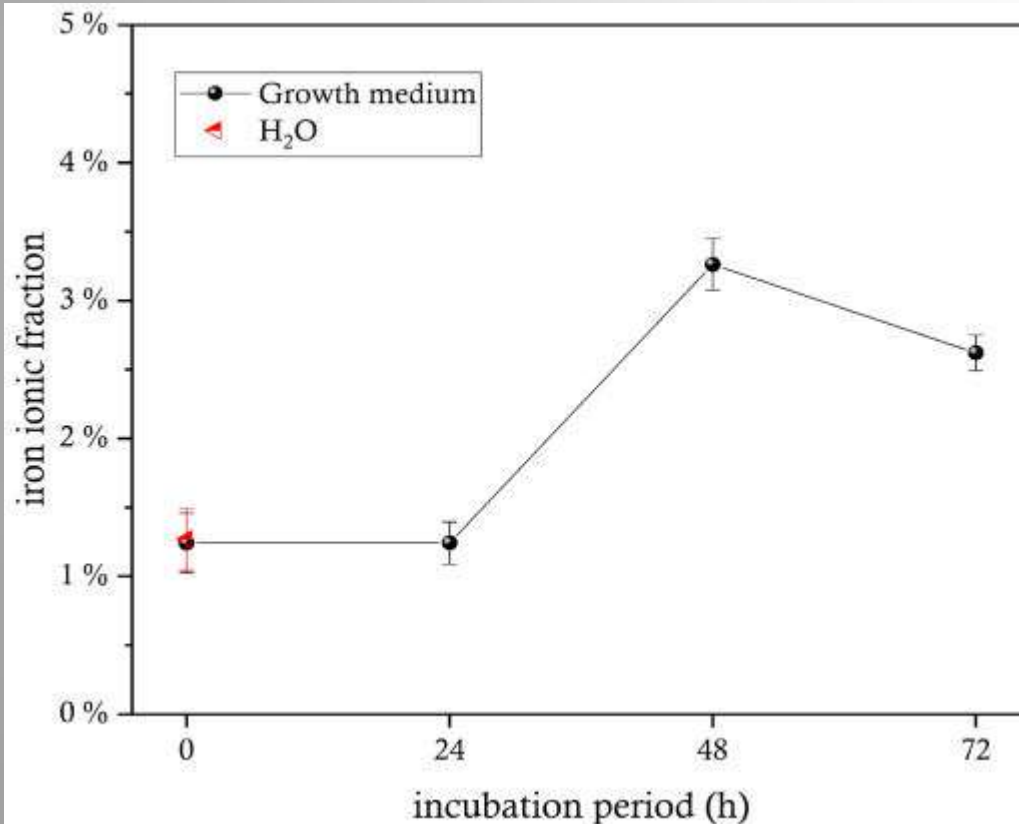 5 %
Growth medium
H₂O
4 %
3 %
2 %
1 %
0 %
iron ionic fraction
0 24 48 72
incubation period (h)